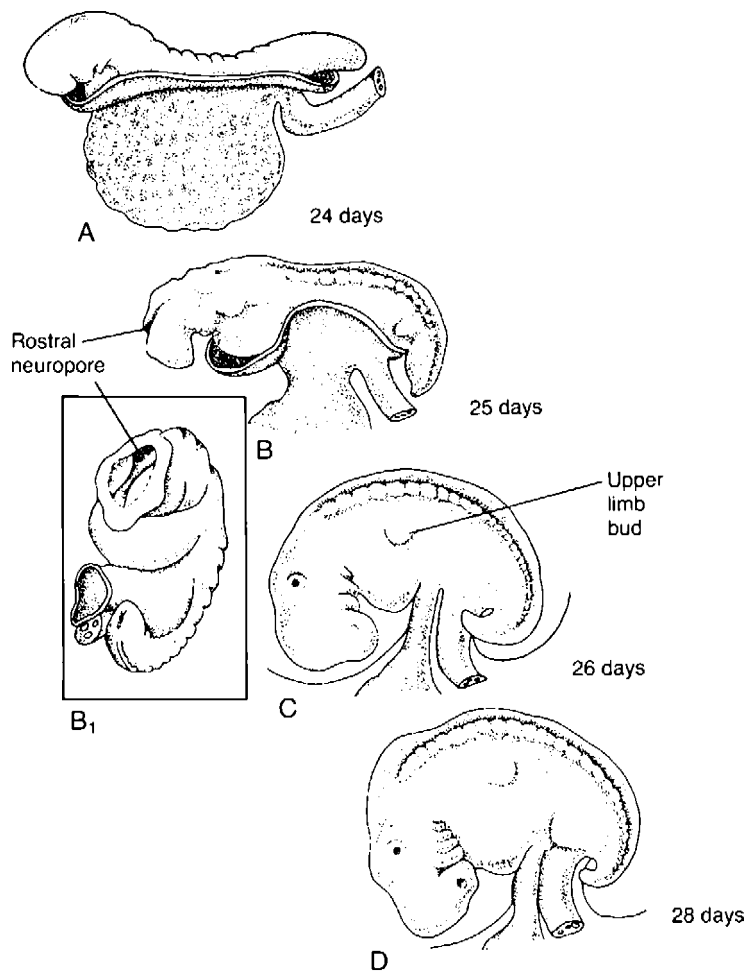 A
24 days
Rostral
neuropore
B
25 days
B1
Upper
limb
bud
C
26 days
D
28 days